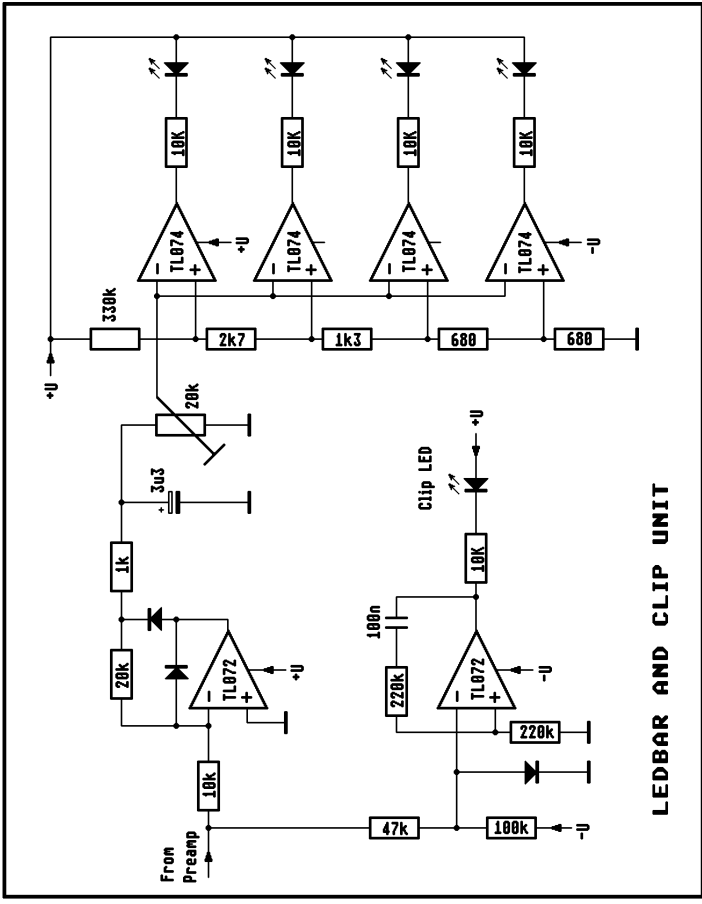 +U
330k
20k
1k
3u3
From
Preamp
TL074
10K
20k
10k
TL072
2k7
+U
+U
TL074
10K
1k3
100n
47k
220k
TL074
10K
Clip LED
680
TL072
10K
+U
100k
TL074
10K
220k
-U
680
-U
-U
LEDBAR AND CLIP UNIT